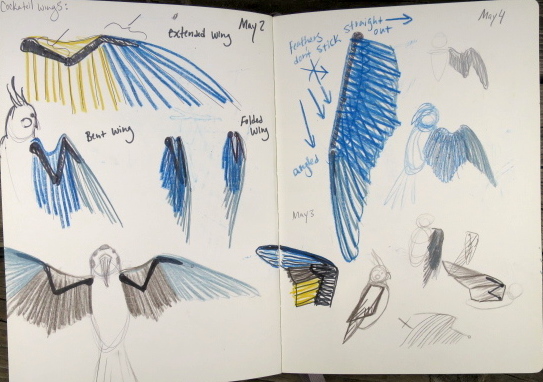 Cockatiel Wings:
May 2
Extended Wing
Bent Wing
Folded
Wing
May 4
feathers
don't stick straight
out
angled
May 3